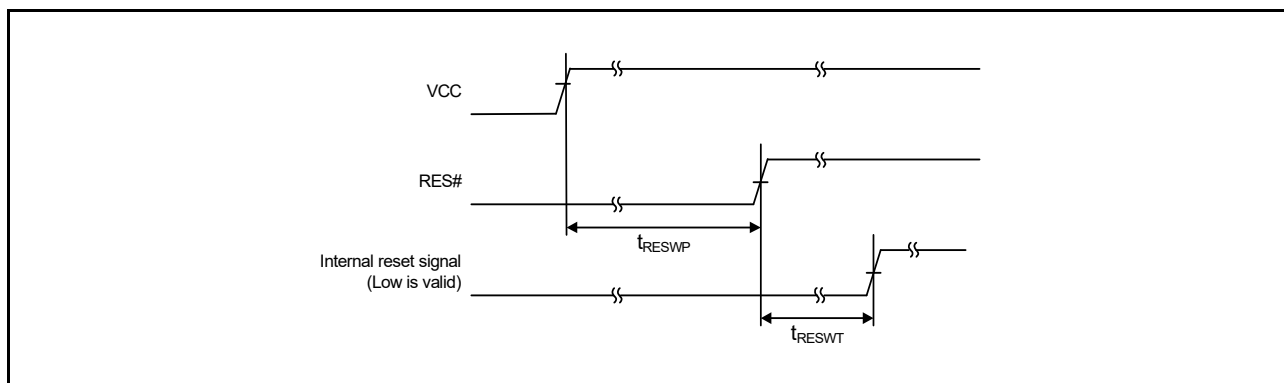 VCC
RES#
tRESWP
Internal reset signal
(Low is valid)
tRESWT